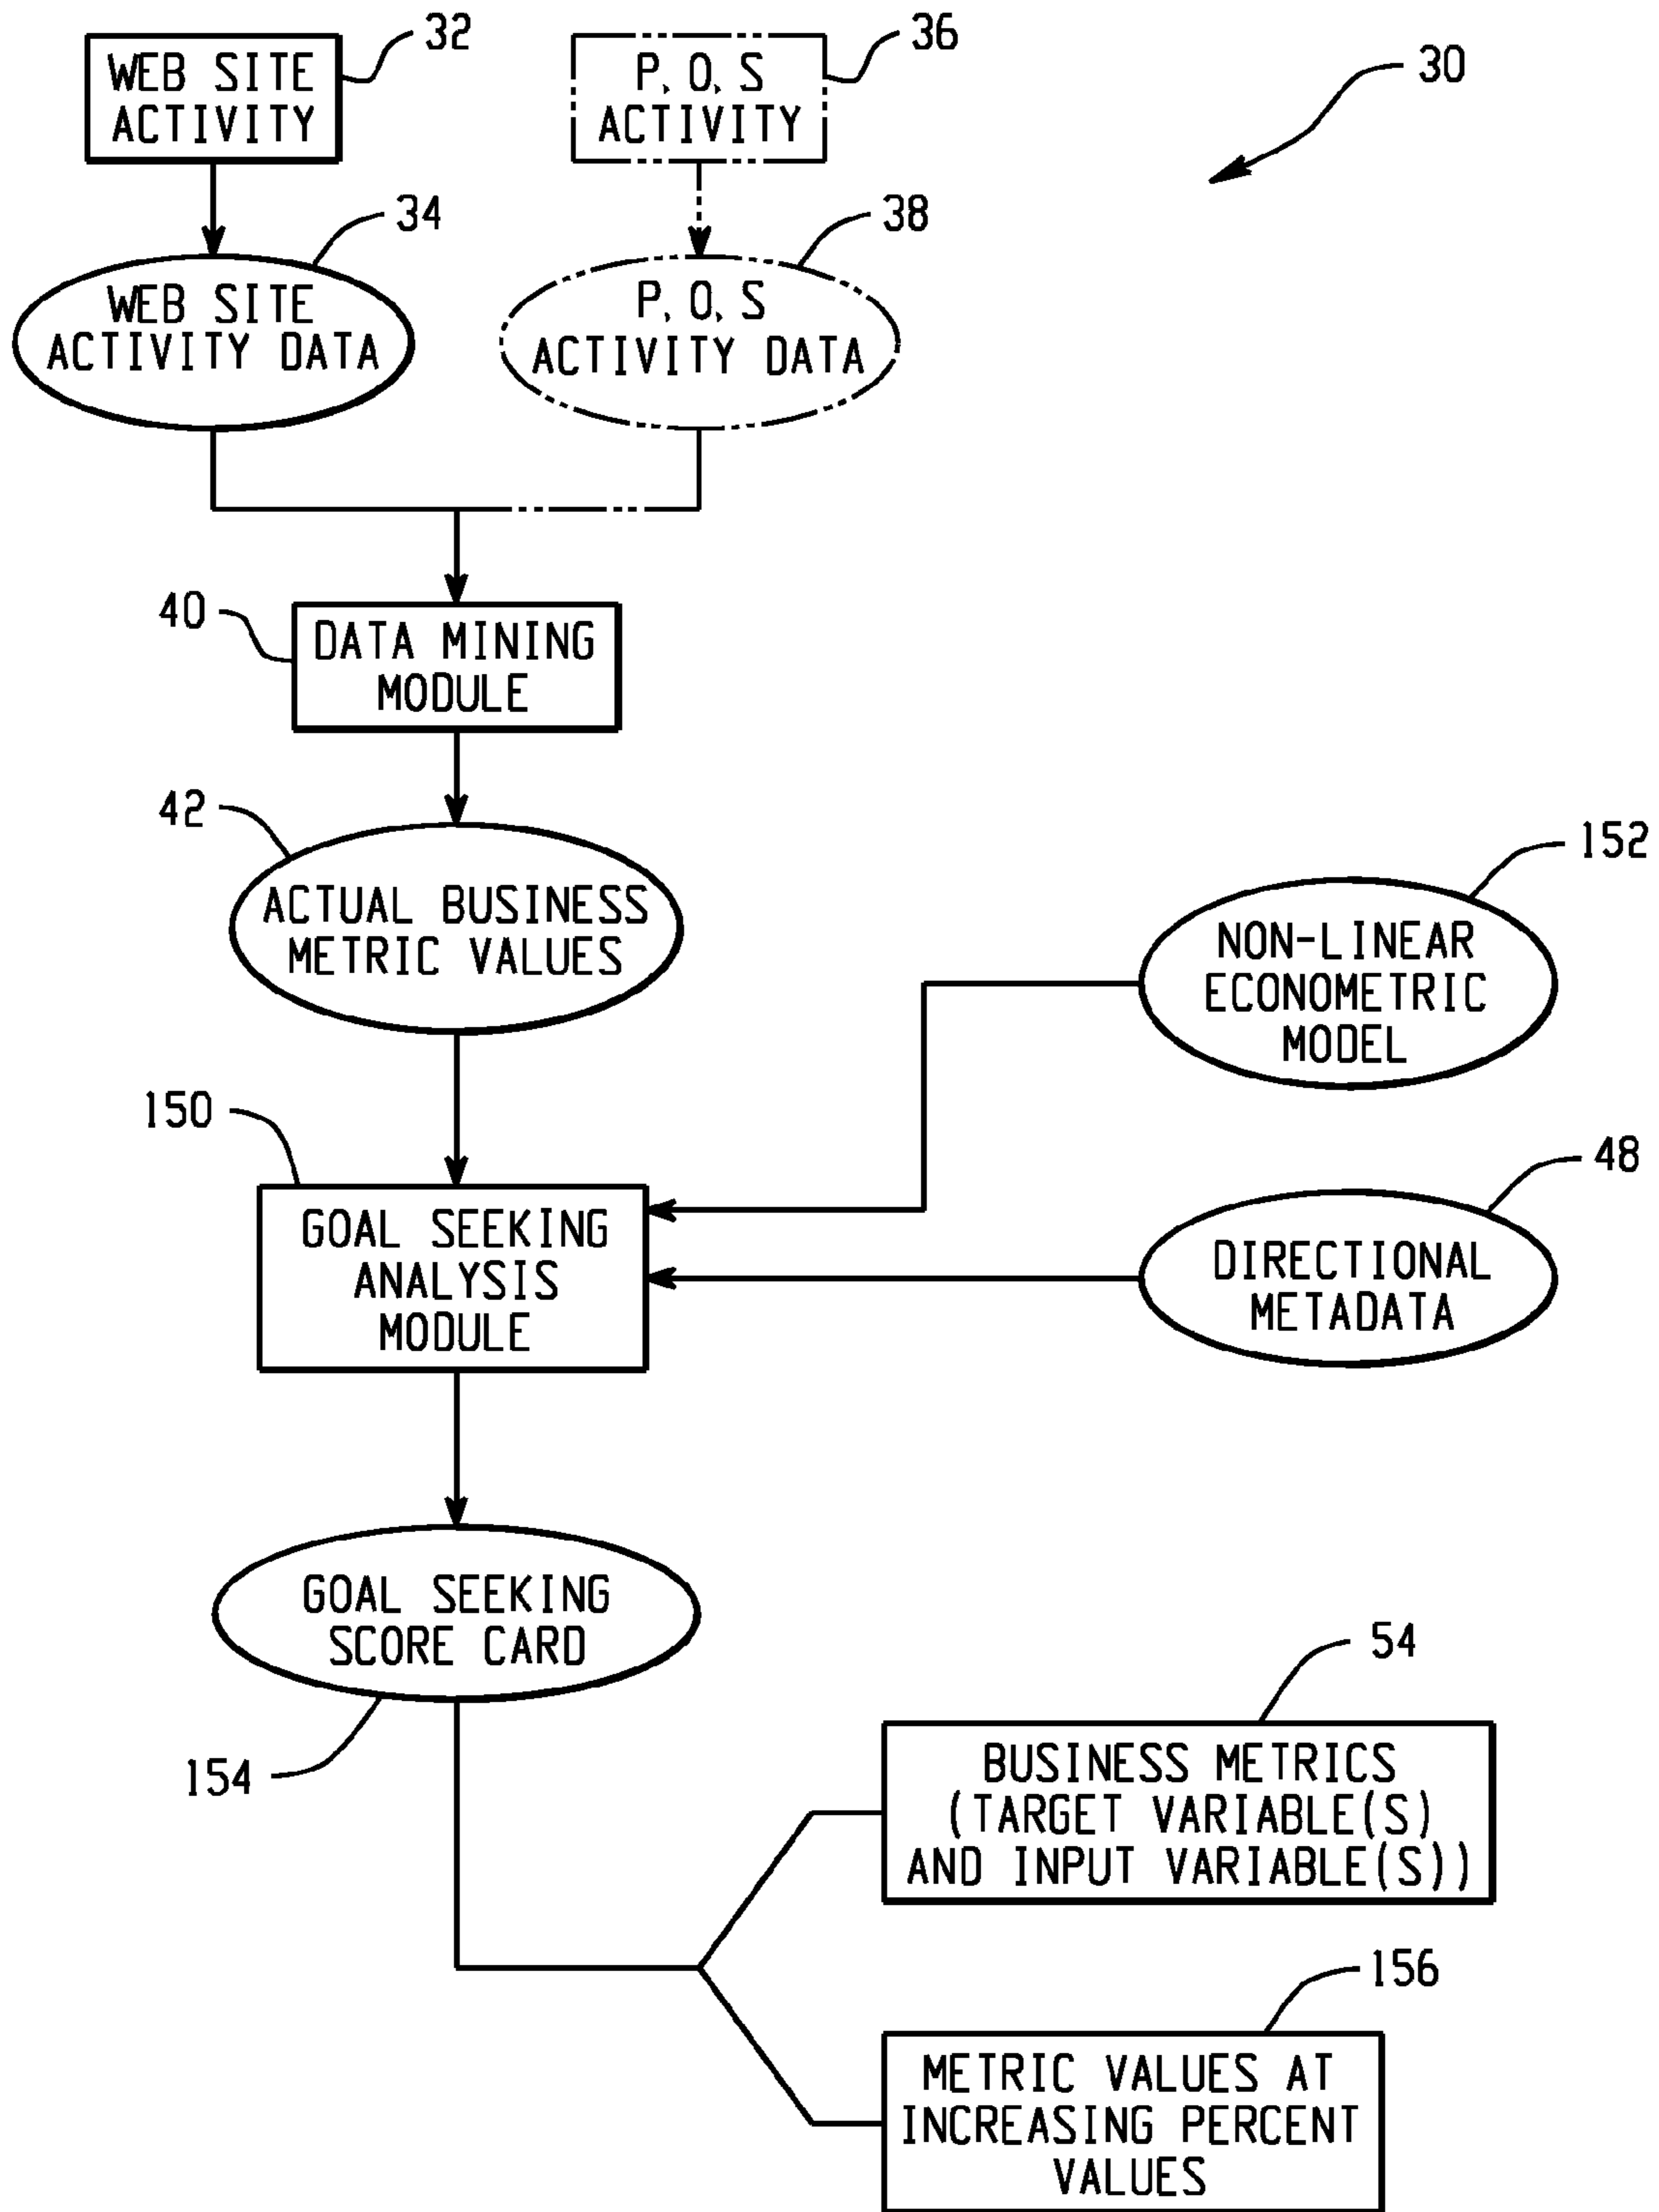 32
WEB SITE
ACTIVITY
36
P.O.S
ACTIVITY
30
34
WEB SITE
ACTIVITY DATA
38
P.O.S
ACTIVITY DATA
40
DATA MINING
MODULE
42
ACTUAL BUSINESS
METRIC VALUES
152
NON-LINEAR
ECONOMETRIC
MODEL
150
GOAL SEEKING
ANALYSIS
MODULE
48
DIRECTIONAL
METADATA
GOAL SEEKING
SCORE CARD
154
54
BUSINESS METRICS
(TARGET VARIABLE(S)
AND INPUT VARIABLE(S))
156
METRIC VALUES AT
INCREASING PERCENT
VALUES